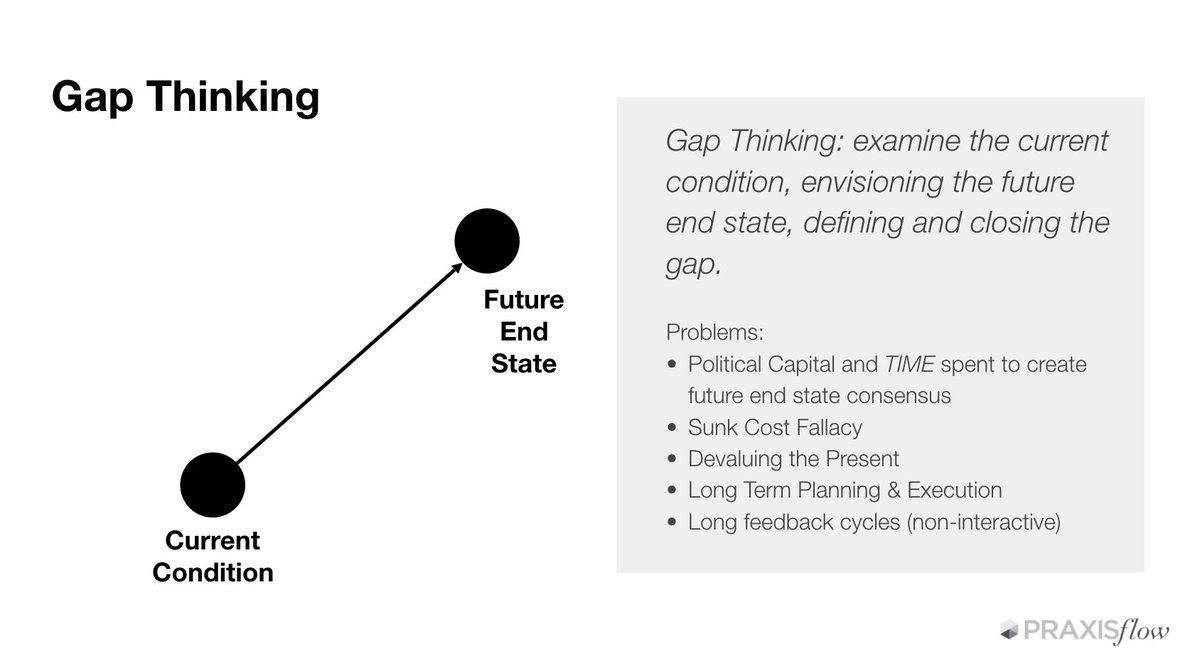 Gap Thinking
Future
End
State
Current
Condition
Gap Thinking: examine the current
condition, envisioning the future
end state, defining and closing the
gap.
Problems:
• Political Capital and TIME spent to create
future end state consensus
• Sunk Cost Fallacy
• Devaluing the Present
• Long Term Planning & Execution
• Long feedback cycles (non-interactive)
PRAXISflow